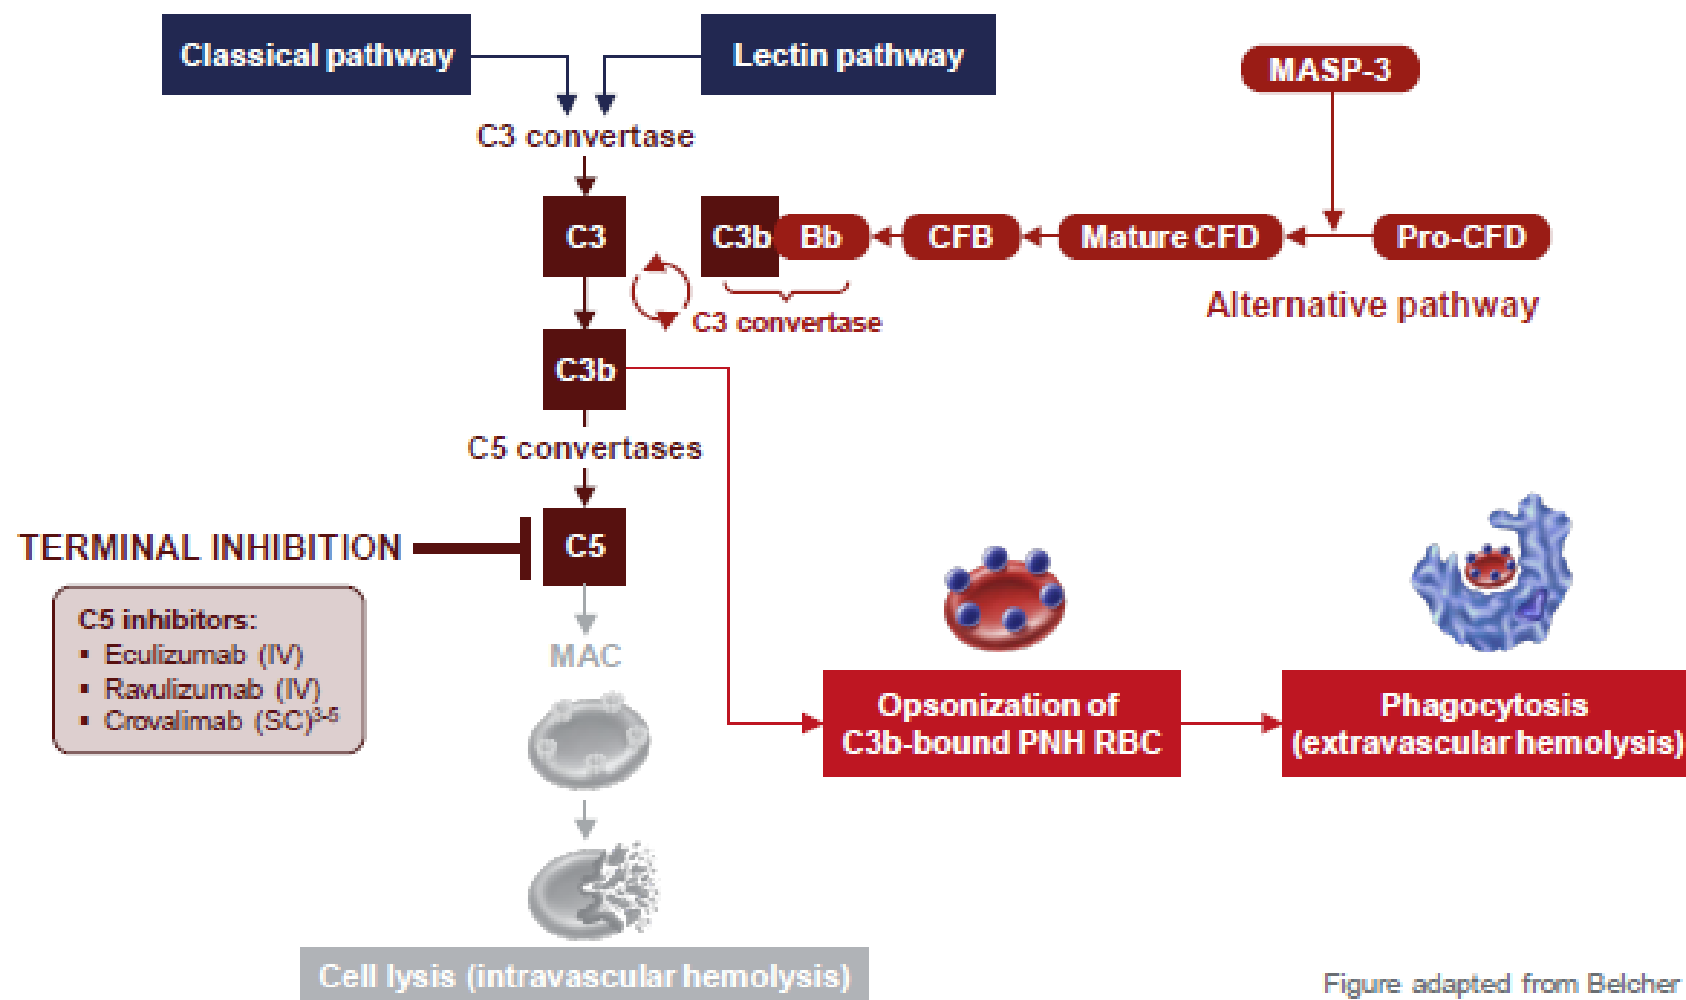 Classical pathway
Lectin pathway
MASP-3
C3 convertase
C3
C3b
Bb
CFB
Mature CFD
Pro-CFD
C3 convertase
Alternative pathway
C3b
C5 convertases
TERMINAL INHIBITION
C5
C5 inhibitors:
▪ Eculizumab (IV)
▪ Ravulizumab (IV)
▪ Crovalimab (SC)³⁻⁵
MAC
Opsonization of
C3b-bound PNH RBC
Phagocytosis
(extravascular hemolysis)
Cell lysis (intravascular hemolysis)
Figure adapted from Belcher